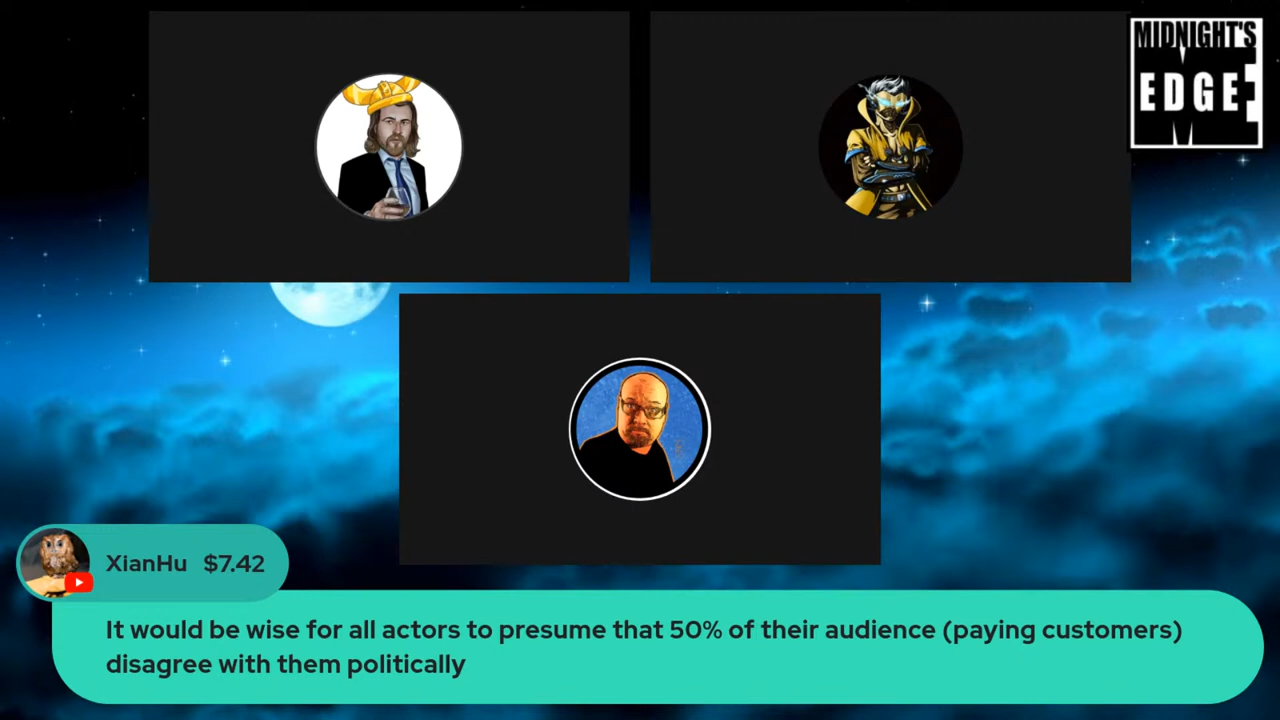 MIDNIGHT'S
EDGE
XianHu $7.42
It would be wise for all actors to presume that 50% of their audience (paying customers)
disagree with them politically